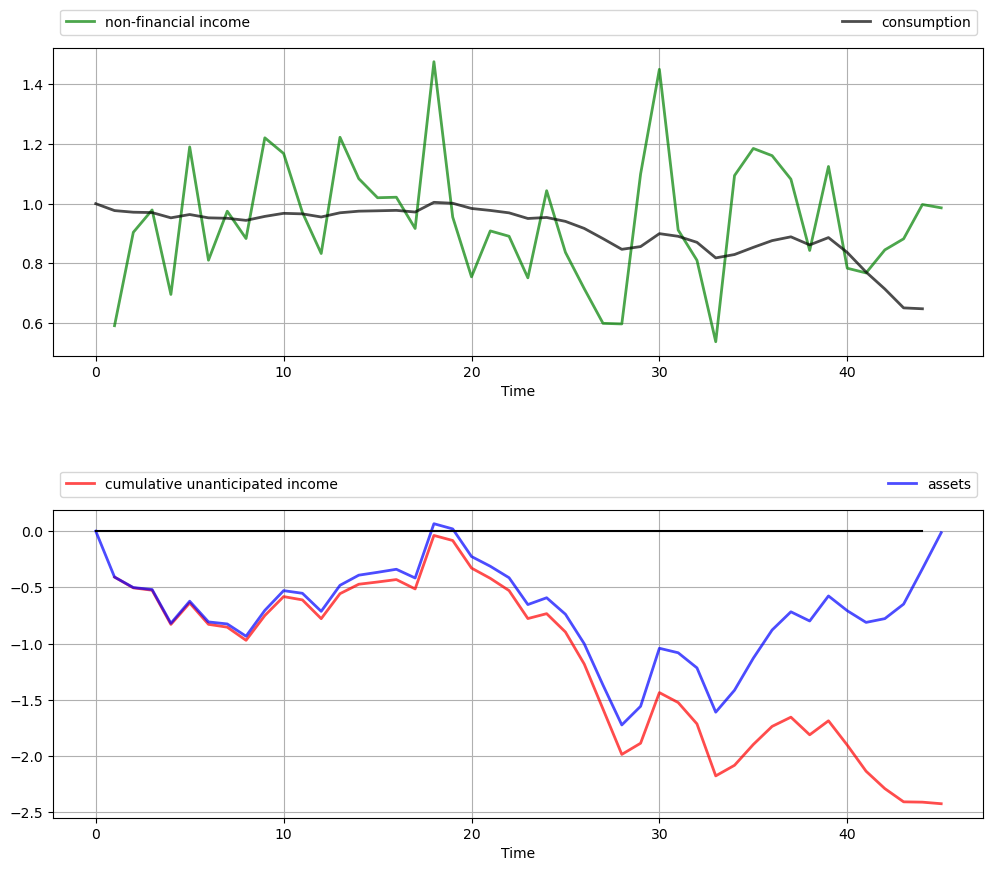 non-financial income consumption
1.4
1.2
1.0
0.8
0.6
0 10 20 30 40
Time
cumulative unanticipated income assets
0.0
−0.5
−1.0
−1.5
−2.0
−2.5
0 10 20 30 40
Time